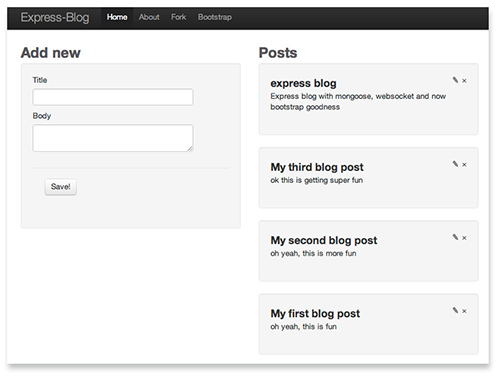 Express-Blog Home About Fork Bootstrap
Add new
Title
Body
Save!
Posts
express blog
Express blog with mongoose, websocket and now
bootstrap goodness
My third blog post
ok this is getting super fun
My second blog post
oh yeah, this is more fun
My first blog post
oh yeah, this is fun